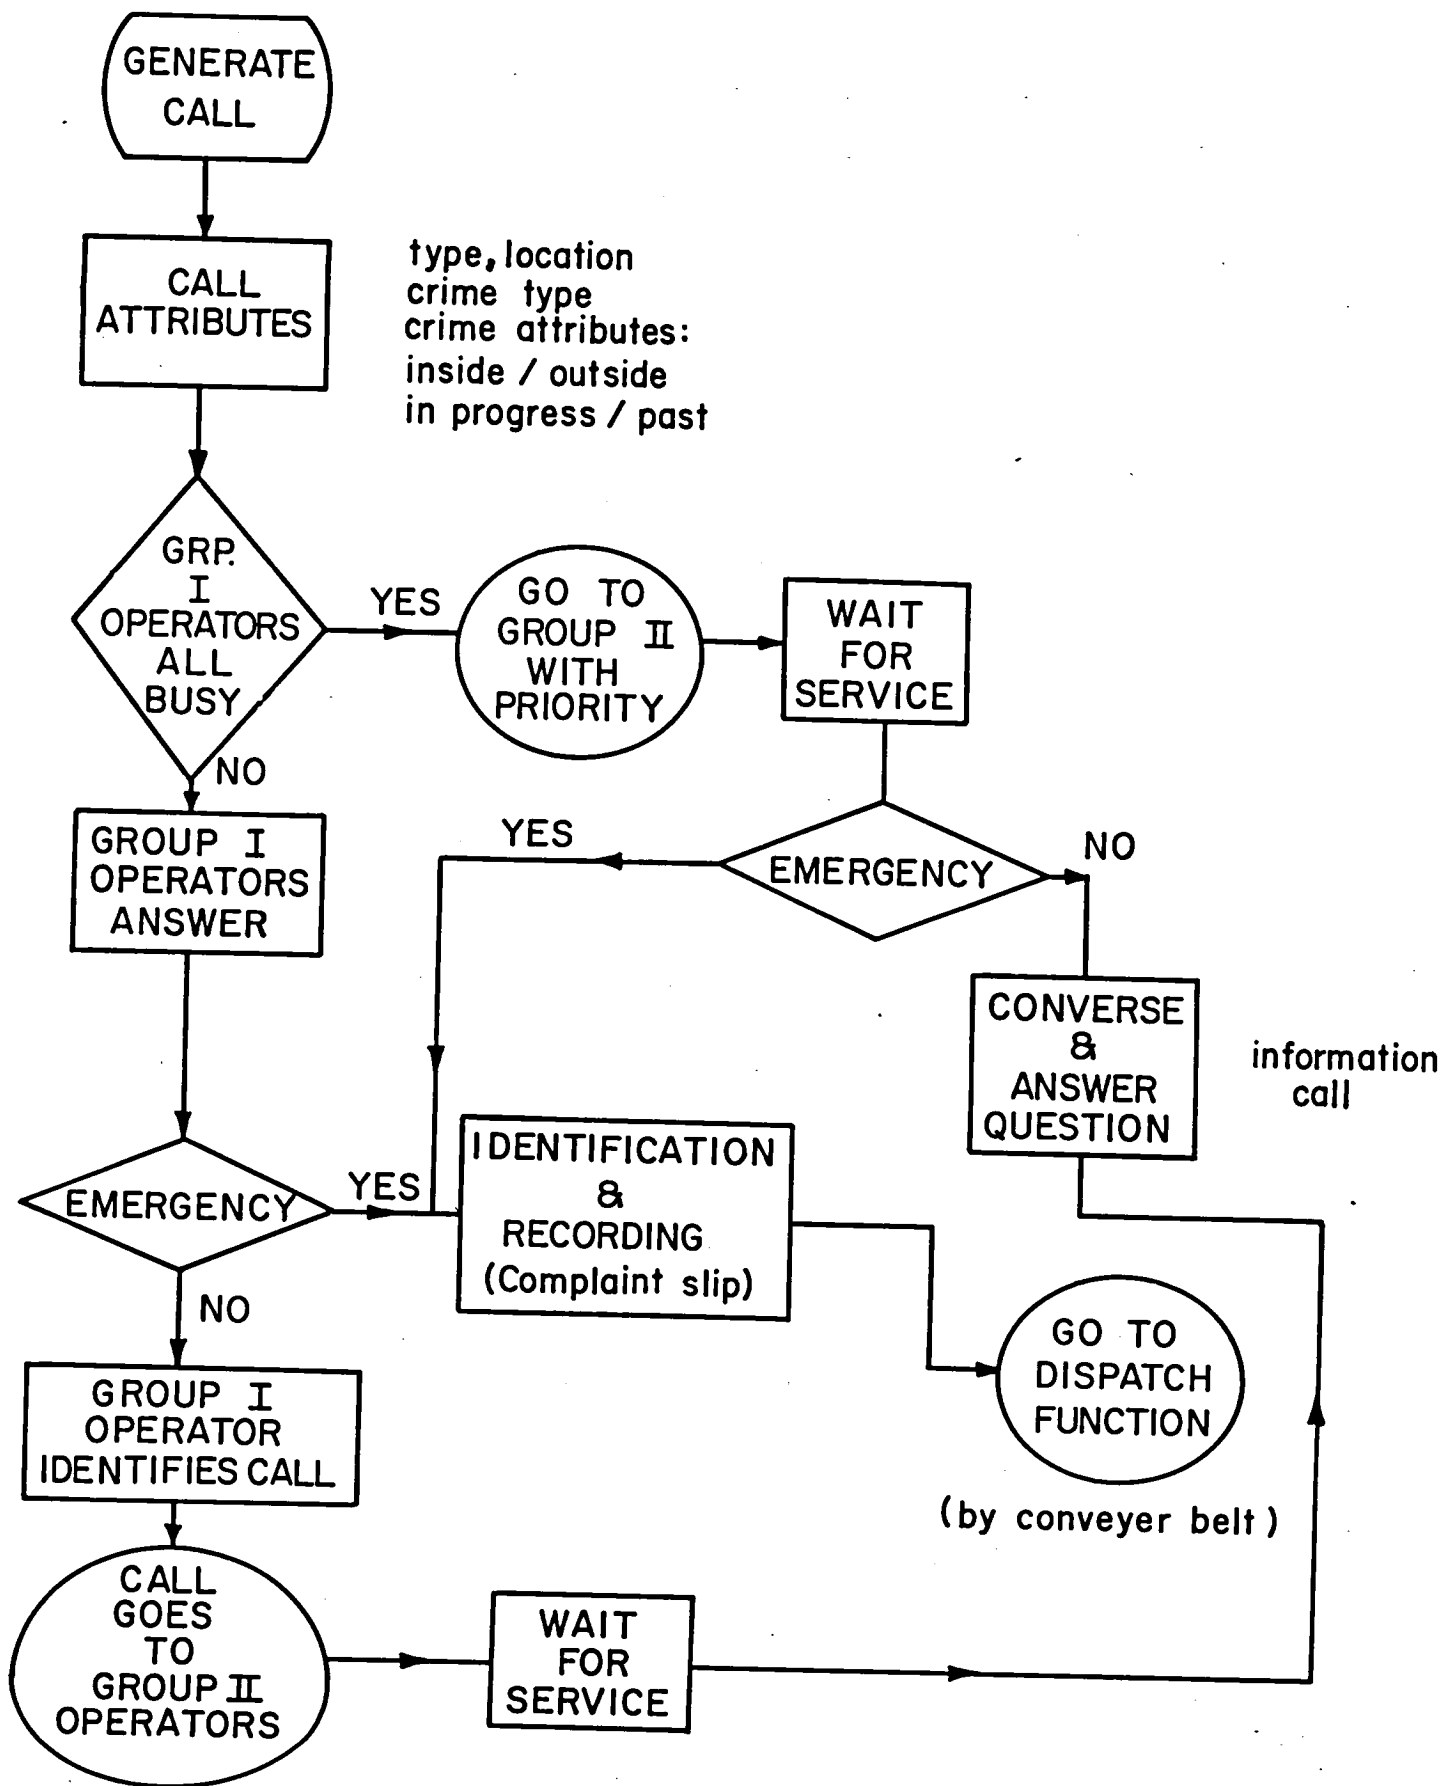 GENERATE
CALL
CALL
ATTRIBUTES
type, location
crime type
crime attributes:
inside / outside
in progress / past
GRP.
I
OPERATORS
ALL
BUSY
YES
GO TO
GROUP II
WITH
PRIORITY
WAIT
FOR
SERVICE
NO
GROUP I
OPERATORS
ANSWER
YES
EMERGENCY
NO
CONVERSE
&
ANSWER
QUESTION
information
call
EMERGENCY
YES
IDENTIFICATION
&
RECORDING
(Complaint slip)
NO
GO TO
DISPATCH
FUNCTION
(by conveyer belt)
GROUP I
OPERATOR
IDENTIFIES CALL
CALL
GOES
TO
GROUP II
OPERATORS
WAIT
FOR
SERVICE